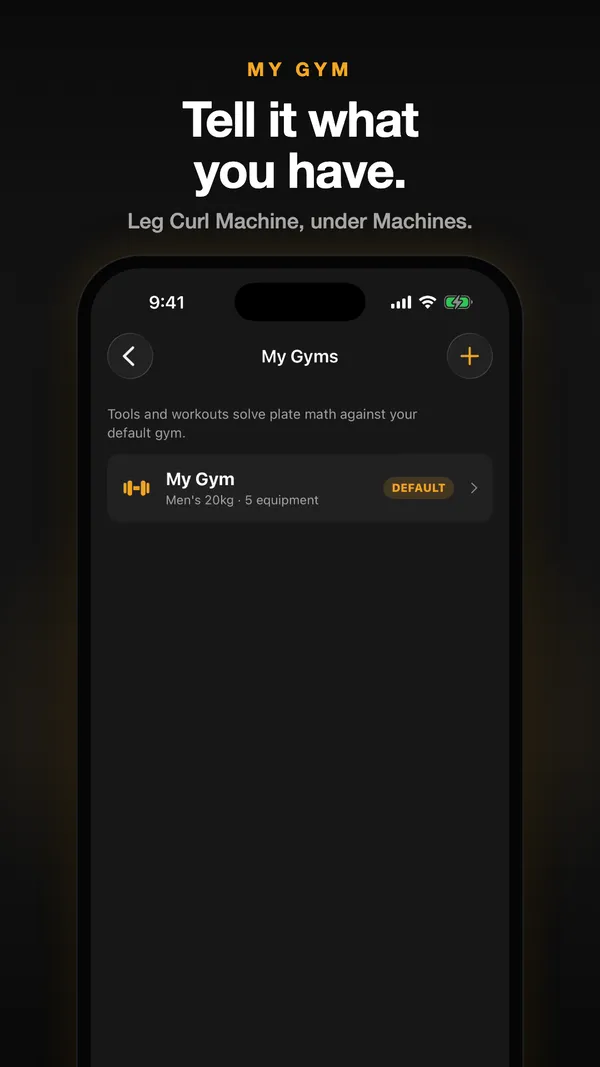 MY GYM
Tell it what
you have.
Leg Curl Machine, under Machines.
9:41
My Gyms
Tools and workouts solve plate math against your
default gym.
My Gym
Men's 20kg · 5 equipment
DEFAULT